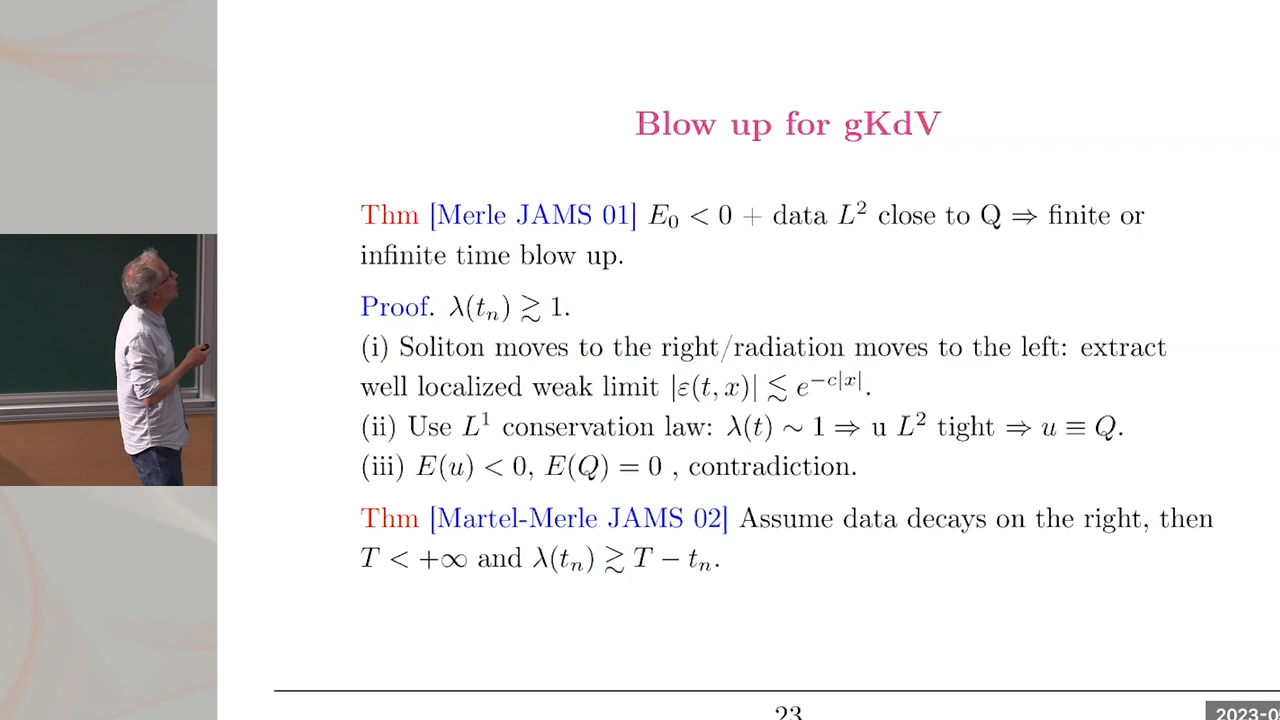 Blow up for gKdV
Thm [Merle JAMS 01] E₀ < 0 + data L² close to Q ⇒ finite or
infinite time blow up.
Proof. λ(tₙ) ≳ 1.
(i) Soliton moves to the right/radiation moves to the left: extract
well localized weak limit |ε(t, x)| ≲ e^{−c|x|}.
(ii) Use L¹ conservation law: λ(t) ∼ 1 ⇒ u L² tight ⇒ u ≡ Q.
(iii) E(u) < 0, E(Q) = 0 , contradiction.
Thm [Martel-Merle JAMS 02] Assume data decays on the right, then
T < +∞ and λ(tₙ) ≳ T − tₙ.
23
2023-0